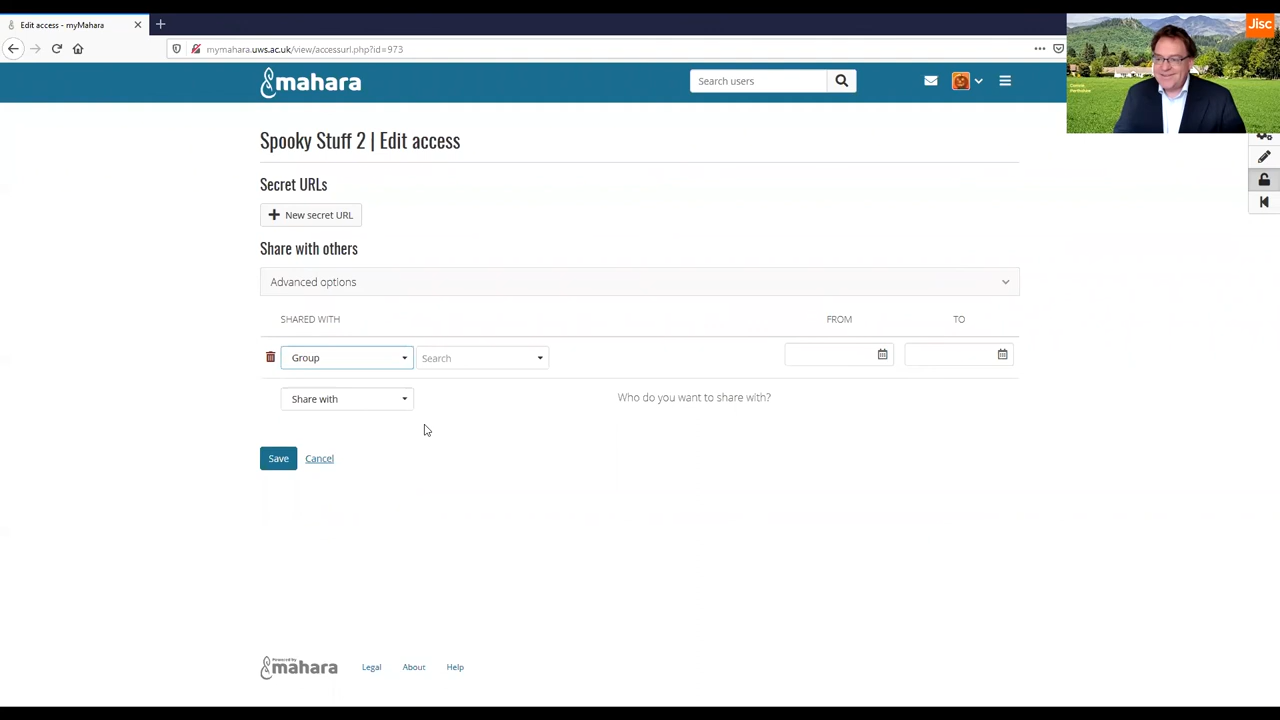 Edit access - myMahara
Jisc
mymahara.uws.ac.uk/view/accessurl.php?id=973
mahara
Search users
Spooky Stuff 2 | Edit access
Secret URLs
New secret URL
Share with others
Advanced options
SHARED WITH
FROM
TO
Group
Search
Share with
Who do you want to share with?
Save
Cancel
Powered by
mahara
Legal
About
Help